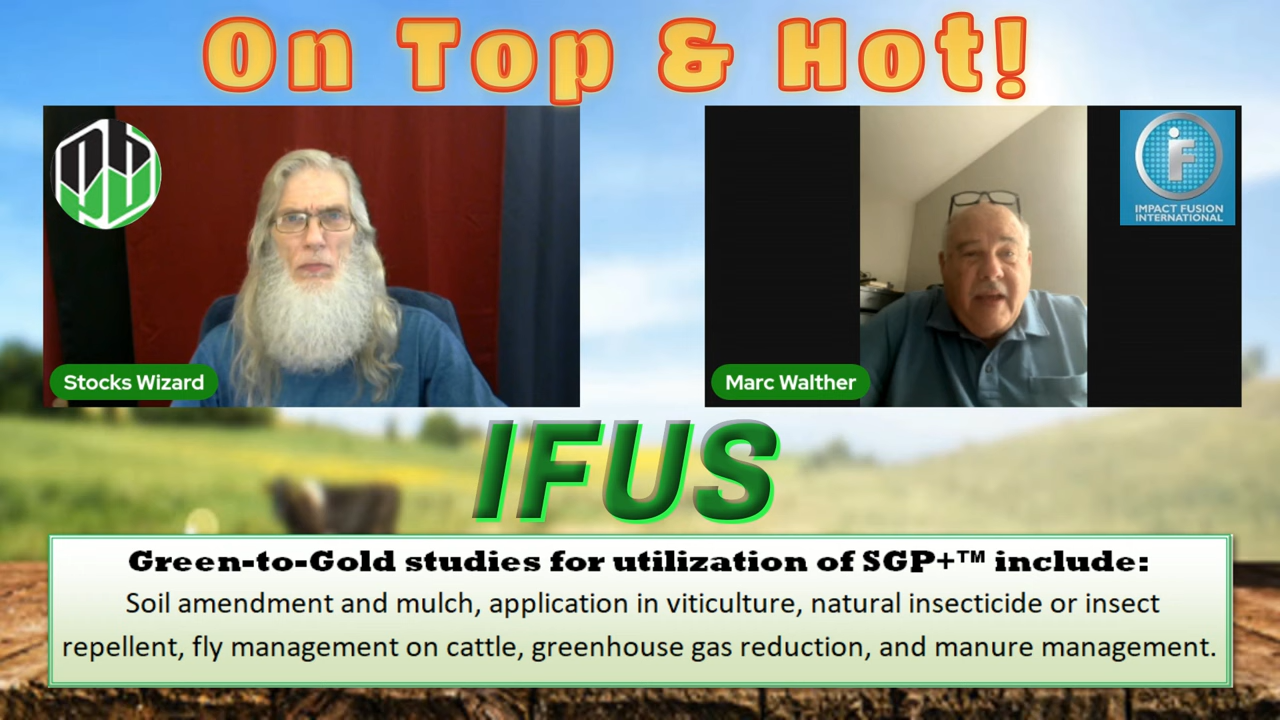 On Top & Hot!
iF
IMPACT FUSION
INTERNATIONAL
Stocks Wizard
Marc Walther
IFUS
Green-to-Gold studies for utilization of SGP+™ include:
Soil amendment and mulch, application in viticulture, natural insecticide or insect
repellent, fly management on cattle, greenhouse gas reduction, and manure management.